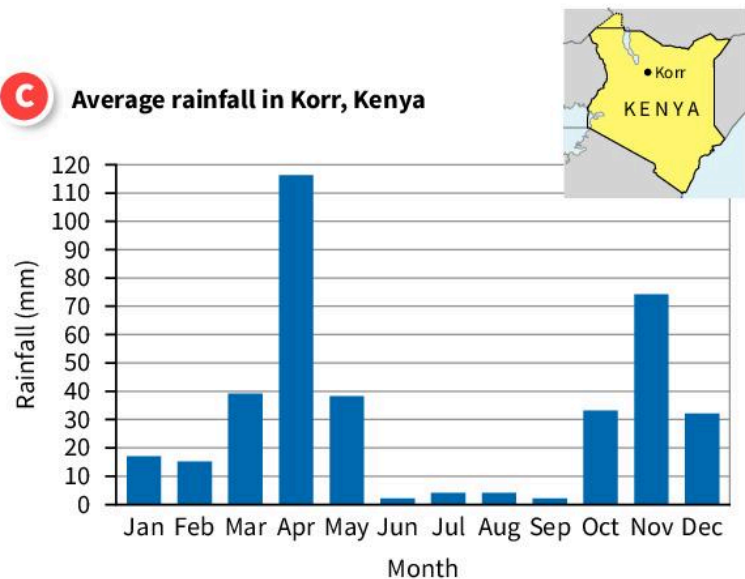 C
Average rainfall in Korr, Kenya
Korr
KENYA
120
110
100
90
80
70
60
50
40
30
20
10
0
Rainfall (mm)
Jan Feb Mar Apr May Jun Jul Aug Sep Oct Nov Dec
Month